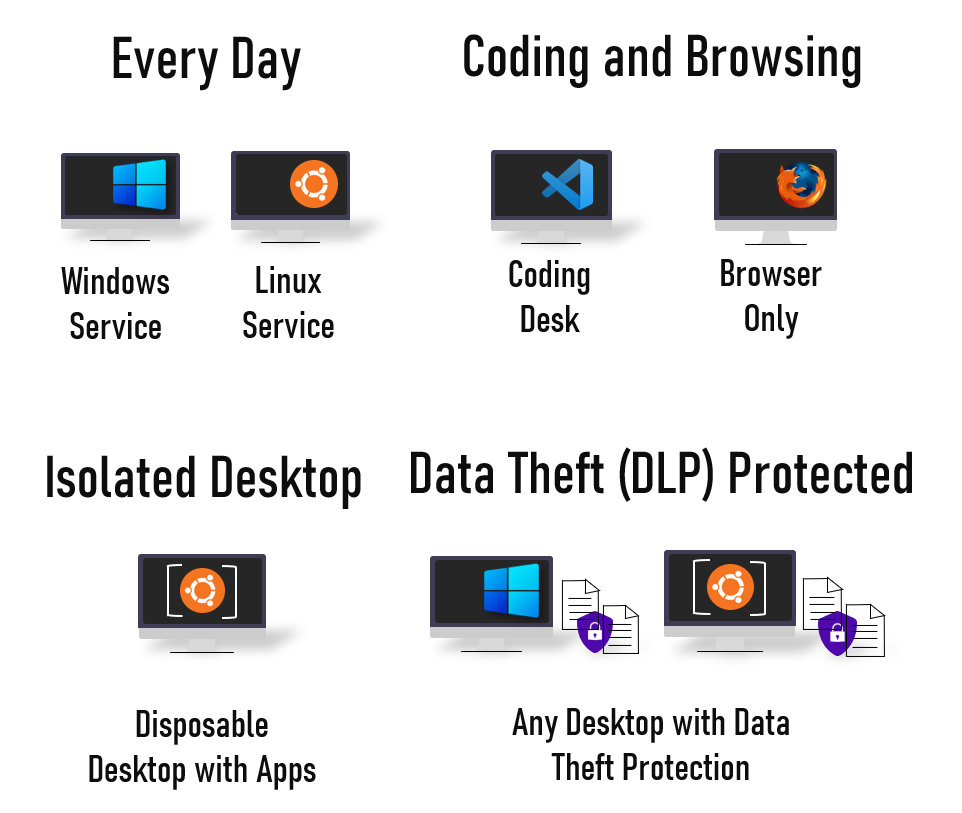 Every Day
Coding and Browsing
Windows
Service
Linux
Service
Coding
Desk
Browser
Only
Isolated Desktop
Data Theft (DLP) Protected
Disposable
Desktop with Apps
Any Desktop with Data
Theft Protection